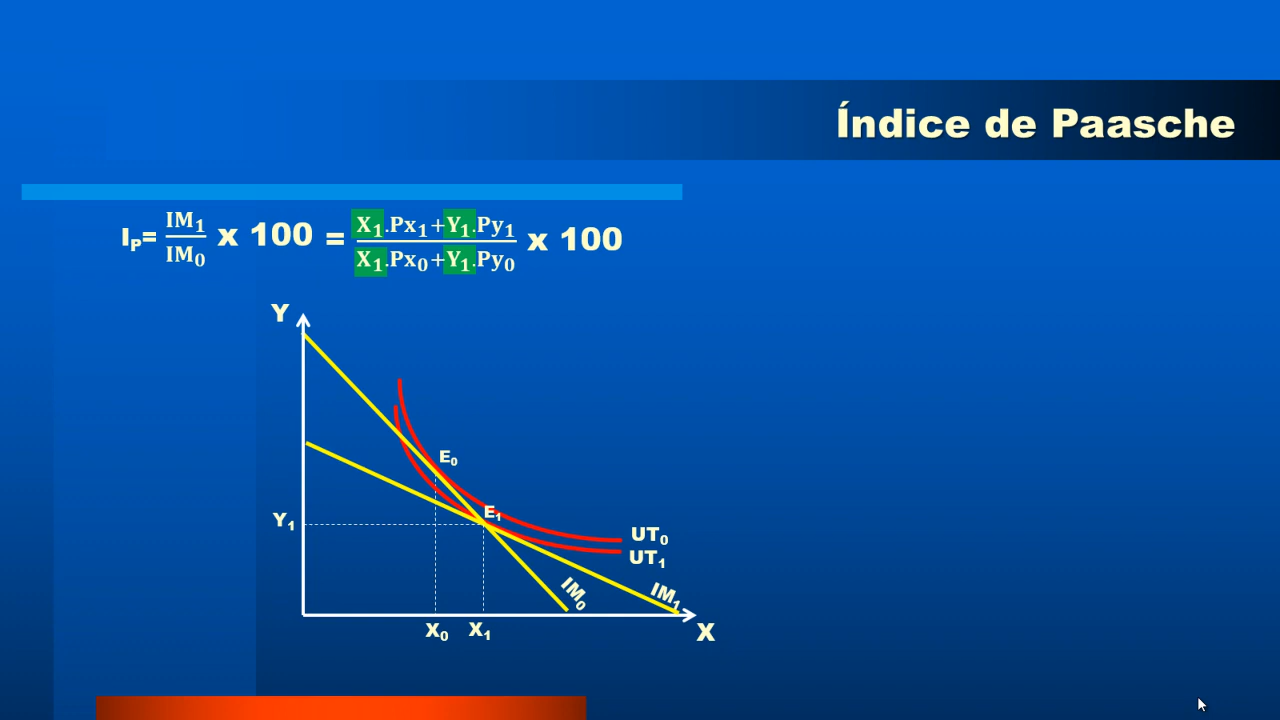 Índice de Paasche
I_P= IM₁/IM₀ x 100 = X₁.Px₁+Y₁.Py₁/X₁.Px₀+Y₁.Py₀ x 100
Y
E₀
E₁
Y₁
UT₀
UT₁
IM₀
IM₁
X₀ X₁
X